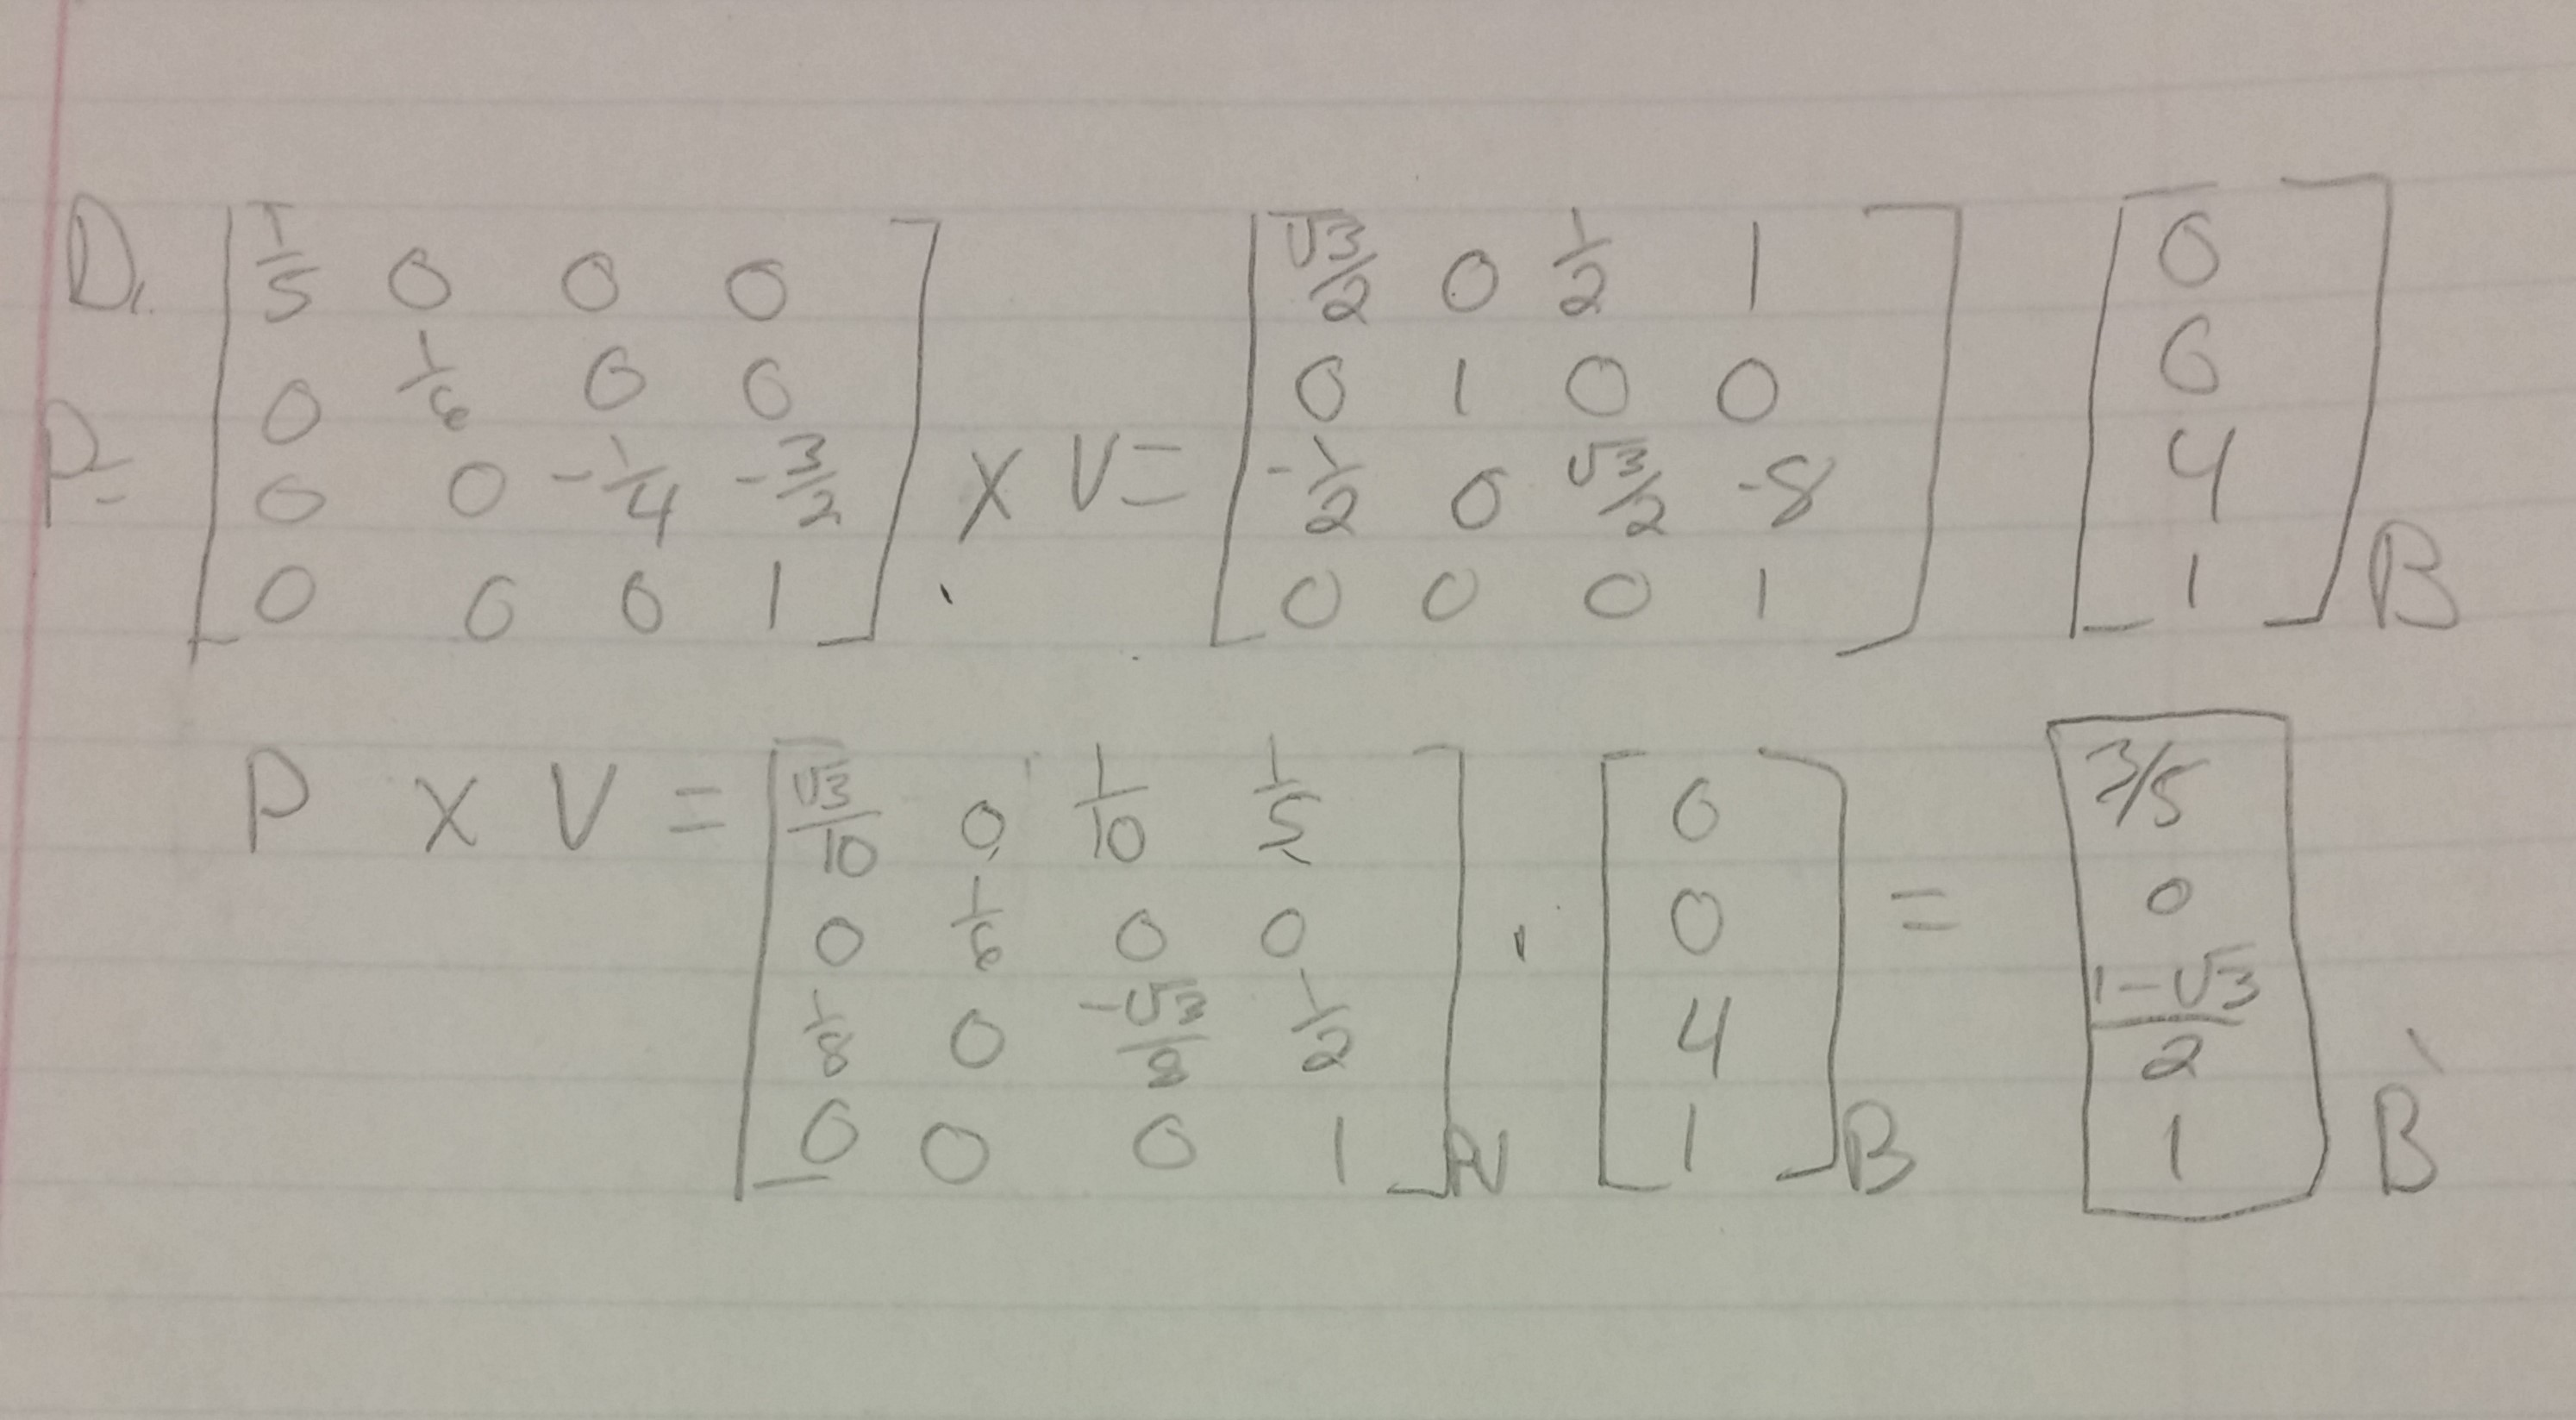 D.
P = [ 1/5 0 0 0 ; 0 1/6 0 0 ; 0 0 -1/4 -3/2 ; 0 0 0 1 ] × V = [ √3/2 0 1/2 1 ; 0 1 0 0 ; -1/2 0 √3/2 -8 ; 0 0 0 1 ] [ 0 ; 0 ; 4 ; 1 ] B
P × V = [ √3/10 0 1/10 1/5 ; 0 1/6 0 0 ; 1/8 0 -√3/8 1/2 ; 0 0 0 1 ] · [ 0 ; 0 ; 4 ; 1 ] B = [ 3/5 ; 0 ; 1-√3/2 ; 1 ] B`